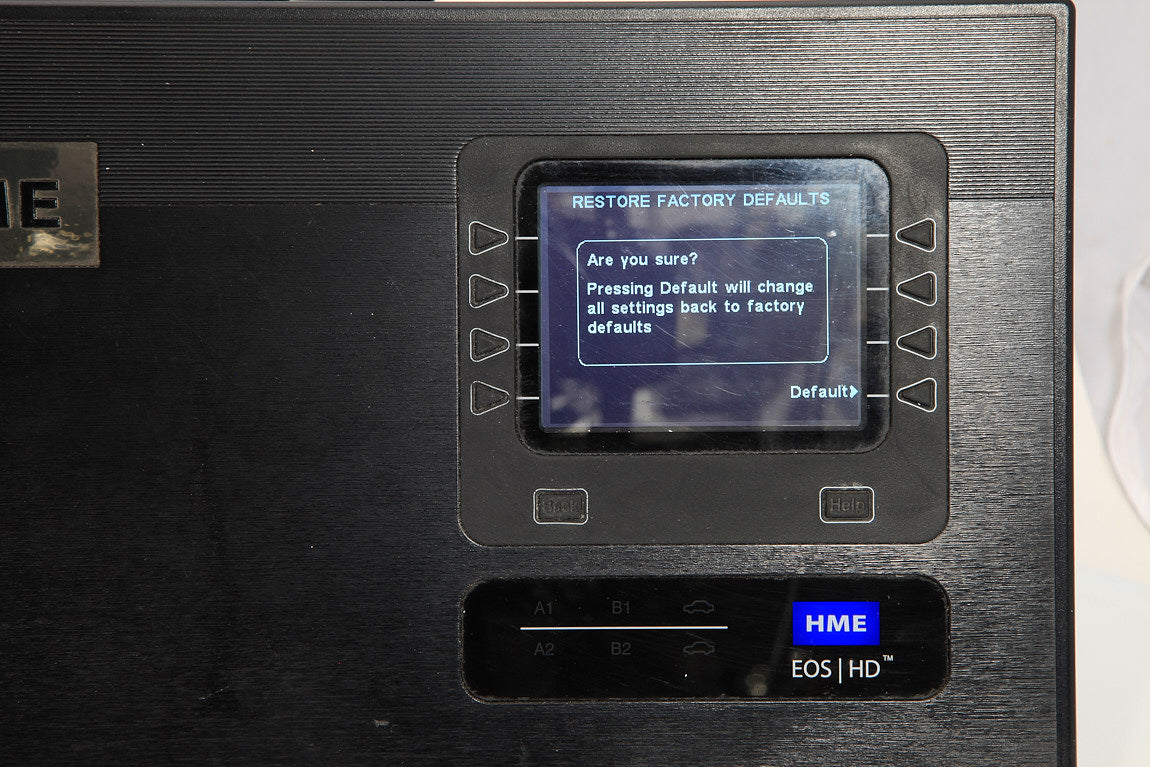 ME
RESTORE FACTORY DEFAULTS
Are you sure?
Pressing Default will change
all settings back to factory
defaults
Default
Back
Help
A1 B1
A2 B2
HME
EOS|HD™